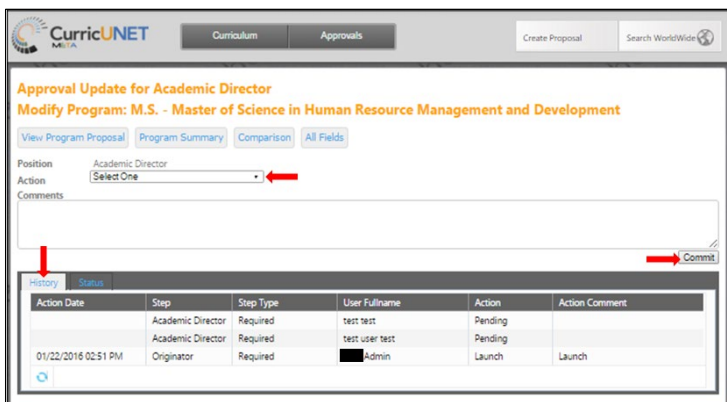 CurricUNET
META
Curriculum
Approvals
Create Proposal
Search WorldWide
Approval Update for Academic Director
Modify Program: M.S. - Master of Science in Human Resource Management and Development
View Program Proposal Program Summary Comparison All Fields
Position Academic Director
Action Select One
Comments
Commit
History Status
Action Date Step Step Type User Fullname Action Action Comment
Academic Director Required test test Pending
Academic Director Required test user test Pending
01/22/2016 02:51 PM Originator Required Admin Launch Launch